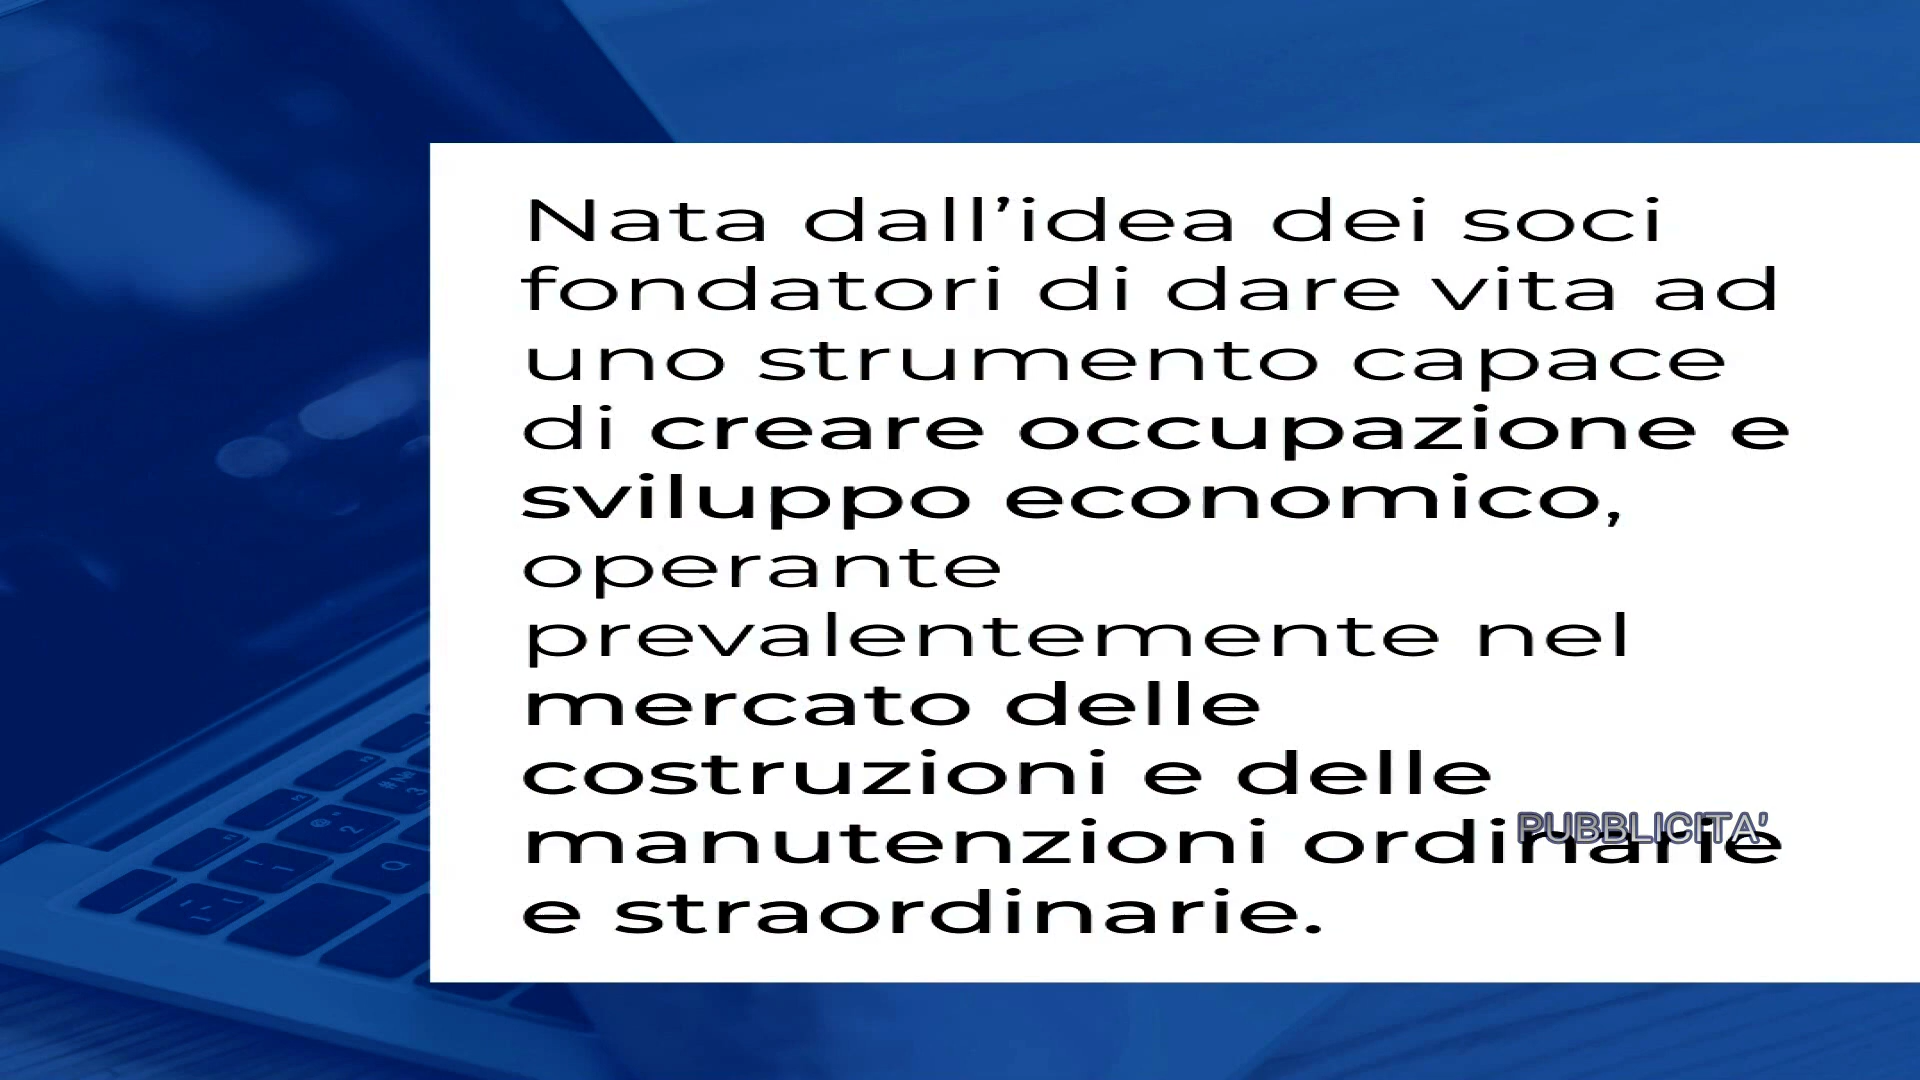 Nata dall’idea dei soci
fondatori di dare vita ad
uno strumento capace
di creare occupazione e
sviluppo economico,
operante
prevalentemente nel
mercato delle
costruzioni e delle
manutenzioni ordinarie
e straordinarie.
PUBBLICITA’